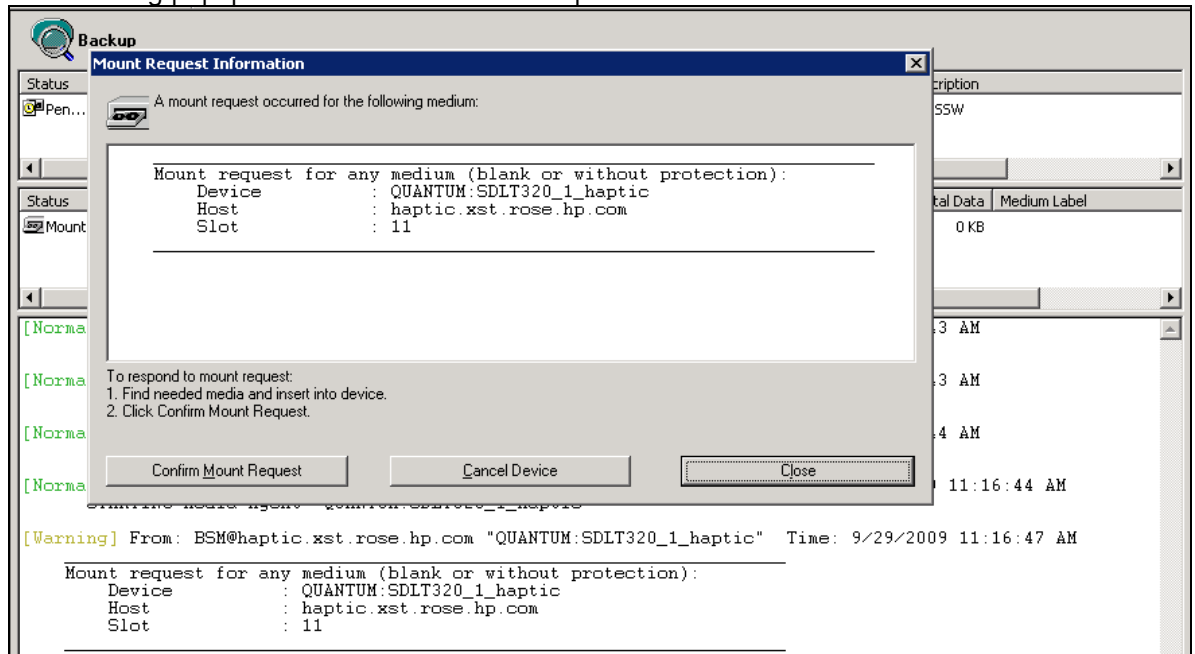 Backup
Mount Request Information
Status
cription
Pen...
A mount request occurred for the following medium:
SSW
Mount request for any medium (blank or without protection):
Device : QUANTUM:SDLT320_1_haptic
Host : haptic.xst.rose.hp.com
Slot : 11
Status
tal Data Medium Label
Mount
0 KB
[Norma
3 AM
To respond to mount request:
1. Find needed media and insert into device.
2. Click Confirm Mount Request.
[Norma
3 AM
[Norma
4 AM
Confirm Mount Request
Cancel Device
Close
[Norma
11:16:44 AM
[Warning] From: BSM@haptic.xst.rose.hp.com "QUANTUM:SDLT320_1_haptic" Time: 9/29/2009 11:16:47 AM
Mount request for any medium (blank or without protection):
Device : QUANTUM:SDLT320_1_haptic
Host : haptic.xst.rose.hp.com
Slot : 11